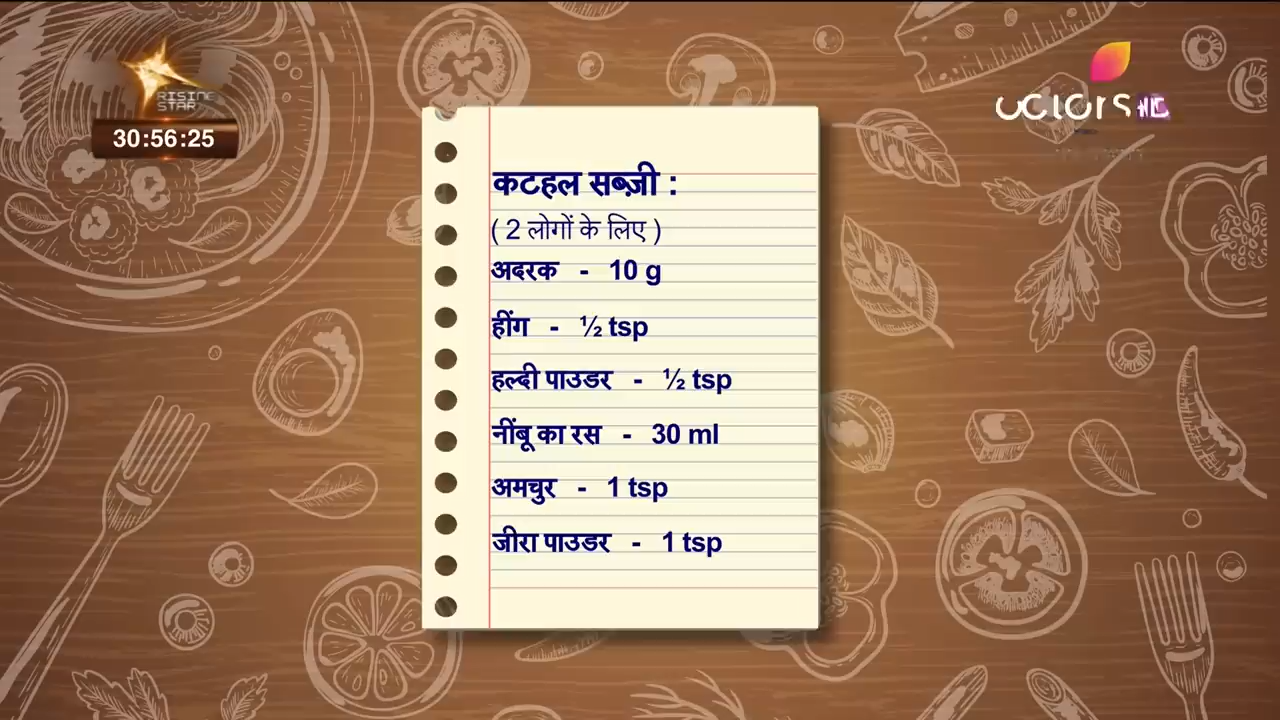 RISING
STAR
30:56:25
colors HD
कटहल सब्ज़ी :
( 2 लोगों के लिए )
अदरक - 10 g
हींग - ½ tsp
हल्दी पाउडर - ½ tsp
नींबू का रस - 30 ml
अमचुर - 1 tsp
जीरा पाउडर - 1 tsp